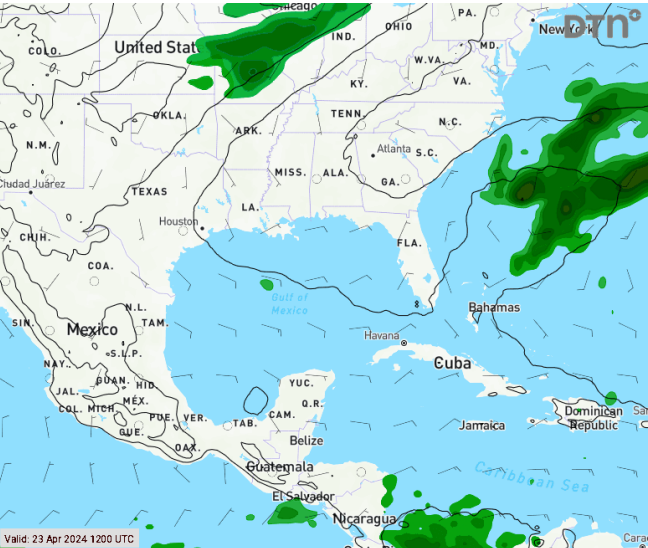 Chicago
PA.
OHIO
IND.
DTN
New York
United Stat
COLO.
MD.
W.VA.
KY.
VA.
OKLA.
TENN.
N.C.
ARK.
N.M.
Atlanta
S.C.
MISS.
ALA.
GA.
Ciudad Juárez
TEXAS
LA.
Houston
CHIH.
FLA.
COA.
Gulf of
Mexico
N.L.
Bahamas
SIN.
Mexico
TAM.
Havana
S.L.P.
NAY.
Cuba
GUAN.
HID.
YUC.
JAL.
Q.R.
COL.
MICH.
MÉX.
CAM.
Dominican
Republic
PUE.
VER.
TAB.
Jamaica
GUE.
OAX.
Belize
Guatemala
Caribbean Sea
El Salvador
Nicaragua
Valid: 23 Apr 2024 1200 UTC